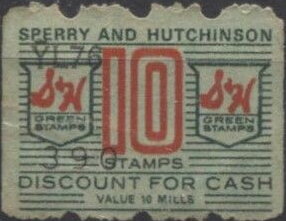 SPERRY AND HUTCHINSON
YL76
S&H GREEN STAMPS
10
S&H GREEN STAMPS
390
STAMPS
DISCOUNT FOR CASH
VALUE 10 MILLS